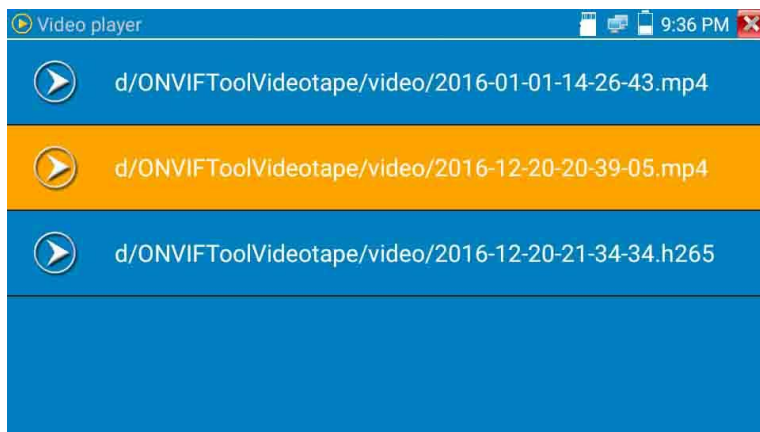 Video player
9:36 PM
d/ONVIFToolVideotape/video/2016-01-01-14-26-43.mp4
d/ONVIFToolVideotape/video/2016-12-20-20-39-05.mp4
d/ONVIFToolVideotape/video/2016-12-20-21-34-34.h265